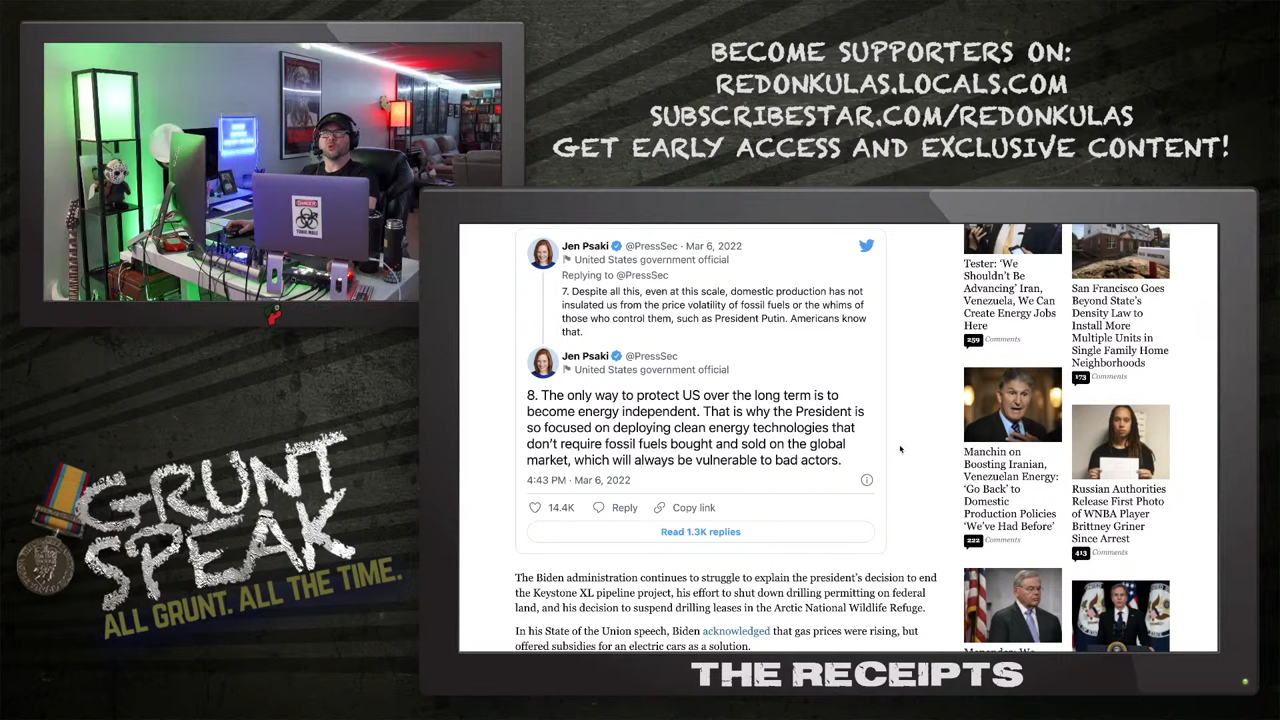 BECOME SUPPORTERS ON:
REDONKULAS.LOCALS.COM
SUBSCRIBESTAR.COM/REDONKULAS
GET EARLY ACCESS AND EXCLUSIVE CONTENT!
DANGER
Jen Psaki @PressSec · Mar 6, 2022
United States government official
Replying to @PressSec
7. Despite all this, even at this scale, domestic production has not
insulated us from the price volatility of fossil fuels or the whims of
those who control them, such as President Putin. Americans know
that.
Jen Psaki @PressSec
United States government official
8. The only way to protect US over the long term is to
become energy independent. That is why the President is
so focused on deploying clean energy technologies that
don't require fossil fuels bought and sold on the global
market, which will always be vulnerable to bad actors.
4:43 PM · Mar 6, 2022
14.4K Reply Copy link
Read 1.3K replies
The Biden administration continues to struggle to explain the president's decision to end
the Keystone XL pipeline project, his effort to shut down drilling permitting on federal
land, and his decision to suspend drilling leases in the Arctic National Wildlife Refuge.
In his State of the Union speech, Biden acknowledged that gas prices were rising, but
offered subsidies for an electric cars as a solution.
Tester: 'We
Shouldn't Be
Advancing' Iran,
Venezuela, We Can
Create Energy Jobs
Here
259 Comments
Manchin on
Boosting Iranian,
Venezuelan Energy:
'Go Back' to
Domestic
Production Policies
'We've Had Before'
222 Comments
San Francisco Goes
Beyond State's
Density Law to
Install More
Multiple Units in
Single Family Home
Neighborhoods
173 Comments
Russian Authorities
Release First Photo
of WNBA Player
Brittney Griner
Since Arrest
413 Comments
GRUNT
SPEAK
ALL GRUNT. ALL THE TIME.
THE RECEIPTS